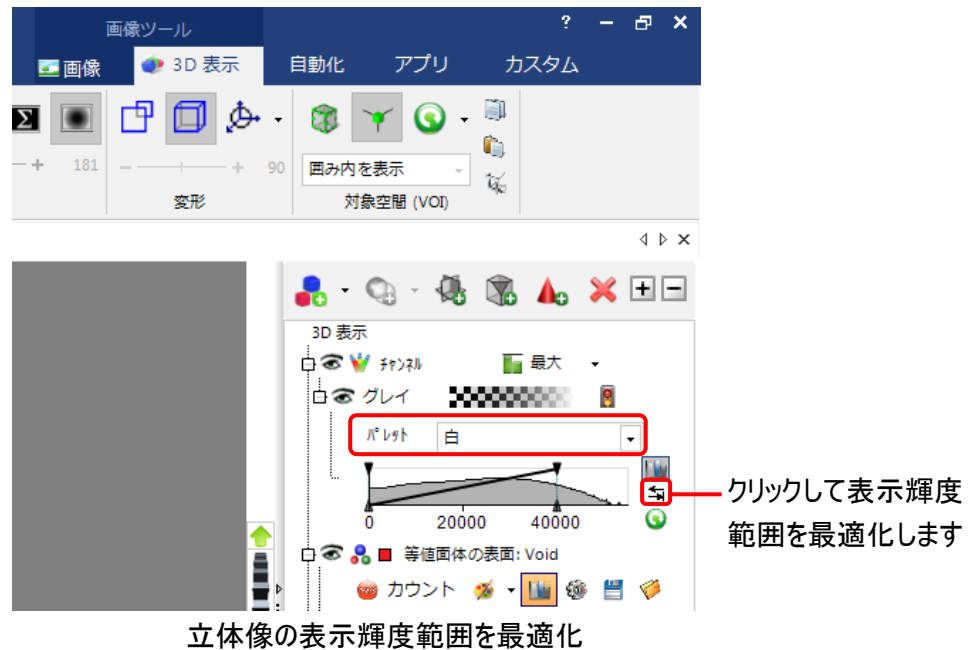 画像ツール
? – ×
画像 3D 表示 自動化 アプリ カスタム
Σ
– + 181 – + 90 囲み内を表示
変形 対象空間 (VOI)
3D 表示
ﾁｬﾝﾈﾙ 最大
グレイ
ﾊﾟﾚｯﾄ 白
0 20000 40000
クリックして表示輝度
範囲を最適化します
等値面体の表面: Void
カウント
立体像の表示輝度範囲を最適化